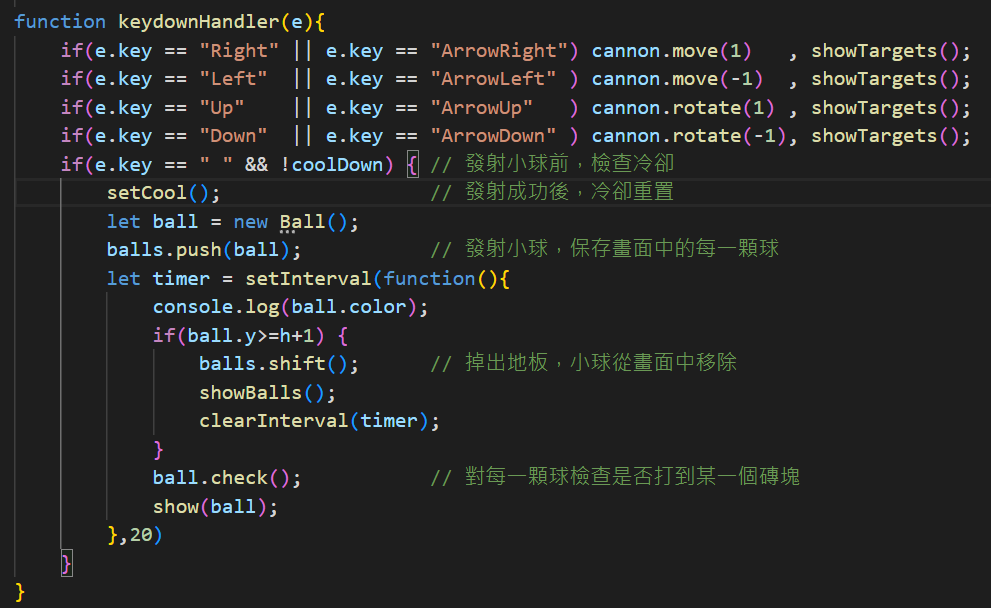 function keydownHandler(e){
    if(e.key == "Right" || e.key == "ArrowRight") cannon.move(1)   , showTargets();
    if(e.key == "Left"  || e.key == "ArrowLeft" ) cannon.move(-1)  , showTargets();
    if(e.key == "Up"    || e.key == "ArrowUp"   ) cannon.rotate(1) , showTargets();
    if(e.key == "Down"  || e.key == "ArrowDown" ) cannon.rotate(-1), showTargets();
    if(e.key == " " && !coolDown) { // 發射小球前，檢查冷卻
        setCool();                  // 發射成功後，冷卻重置
        let ball = new Ball();
        balls.push(ball);           // 發射小球，保存畫面中的每一顆球
        let timer = setInterval(function(){
            console.log(ball.color);
            if(ball.y>=h+1) {
                balls.shift();      // 掉出地板，小球從畫面中移除
                showBalls();
                clearInterval(timer);
            }
            ball.check();           // 對每一顆球檢查是否打到某一個磚塊
            show(ball);
        },20)
    }
}